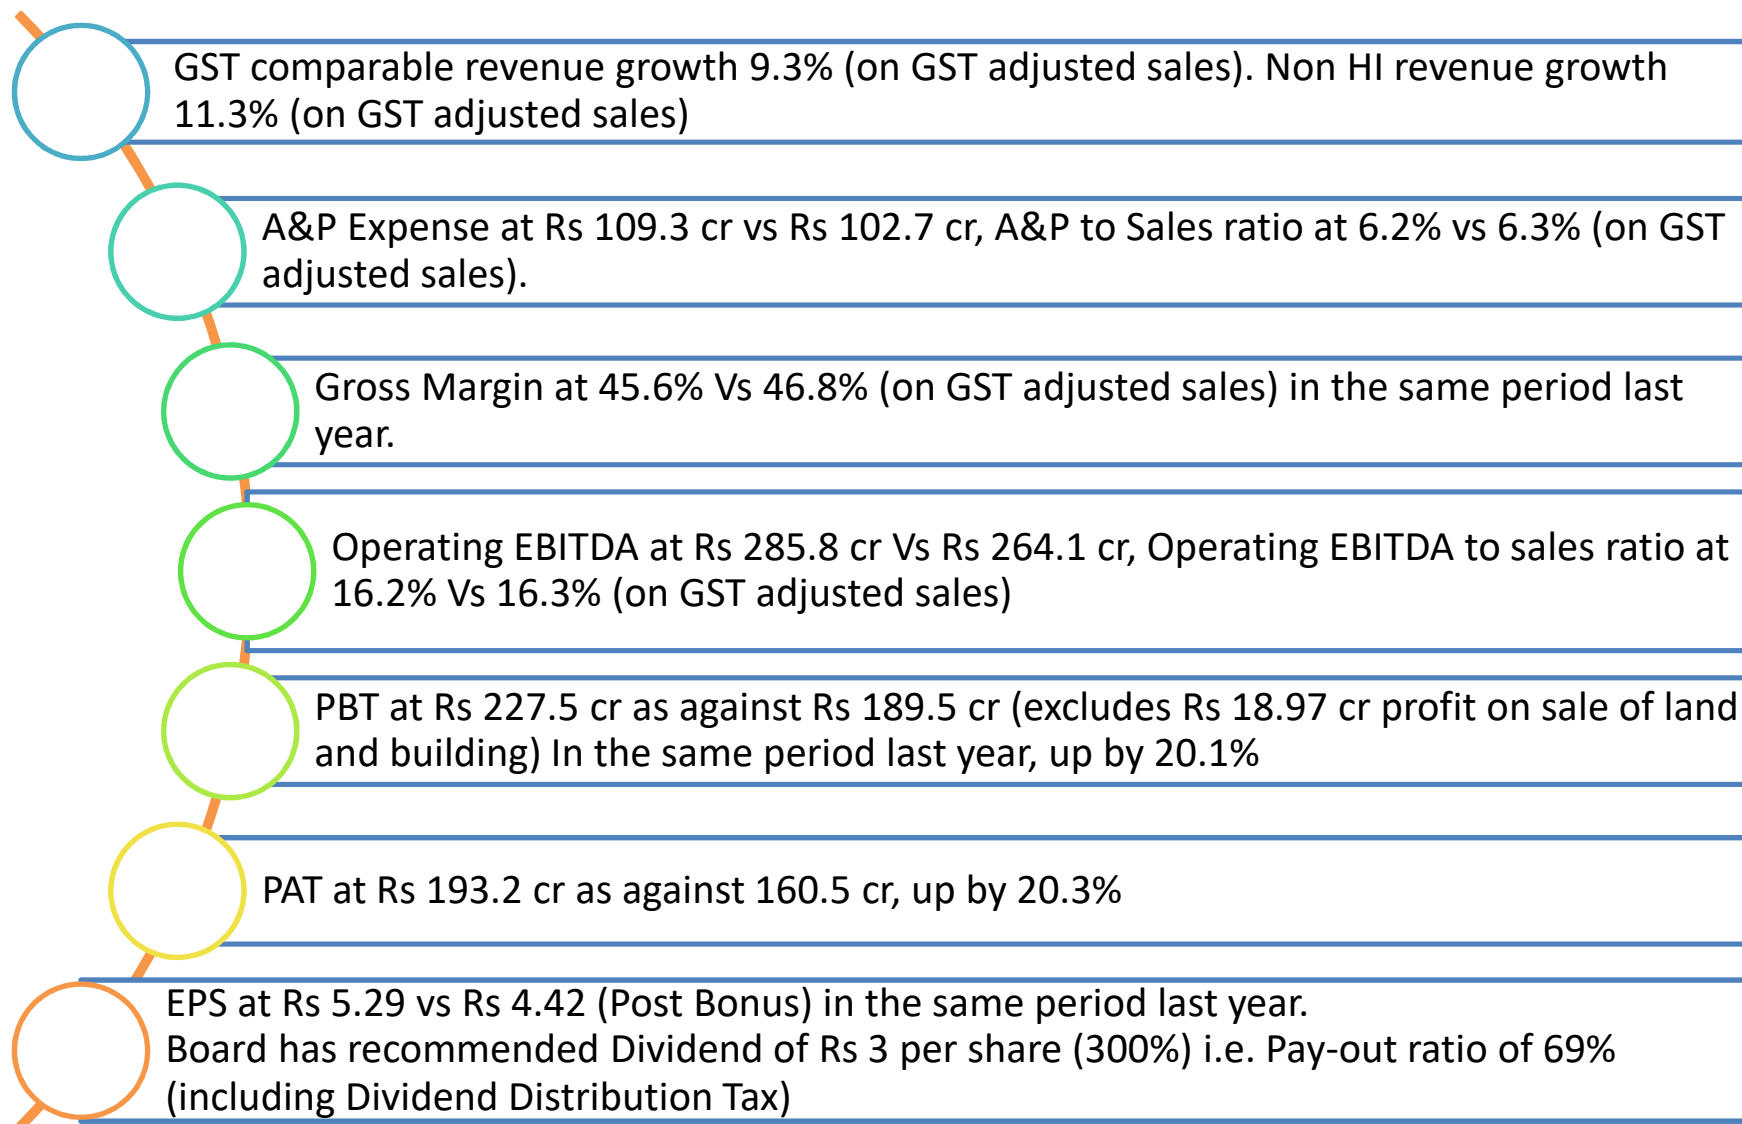 GST comparable revenue growth 9.3% (on GST adjusted sales). Non HI revenue growth
11.3% (on GST adjusted sales)
A&P Expense at Rs 109.3 cr vs Rs 102.7 cr, A&P to Sales ratio at 6.2% vs 6.3% (on GST
adjusted sales).
Gross Margin at 45.6% Vs 46.8% (on GST adjusted sales) in the same period last
year.
Operating EBITDA at Rs 285.8 cr Vs Rs 264.1 cr, Operating EBITDA to sales ratio at
16.2% Vs 16.3% (on GST adjusted sales)
PBT at Rs 227.5 cr as against Rs 189.5 cr (excludes Rs 18.97 cr profit on sale of land
and building) In the same period last year, up by 20.1%
PAT at Rs 193.2 cr as against 160.5 cr, up by 20.3%
EPS at Rs 5.29 vs Rs 4.42 (Post Bonus) in the same period last year.
Board has recommended Dividend of Rs 3 per share (300%) i.e. Pay-out ratio of 69%
(including Dividend Distribution Tax)